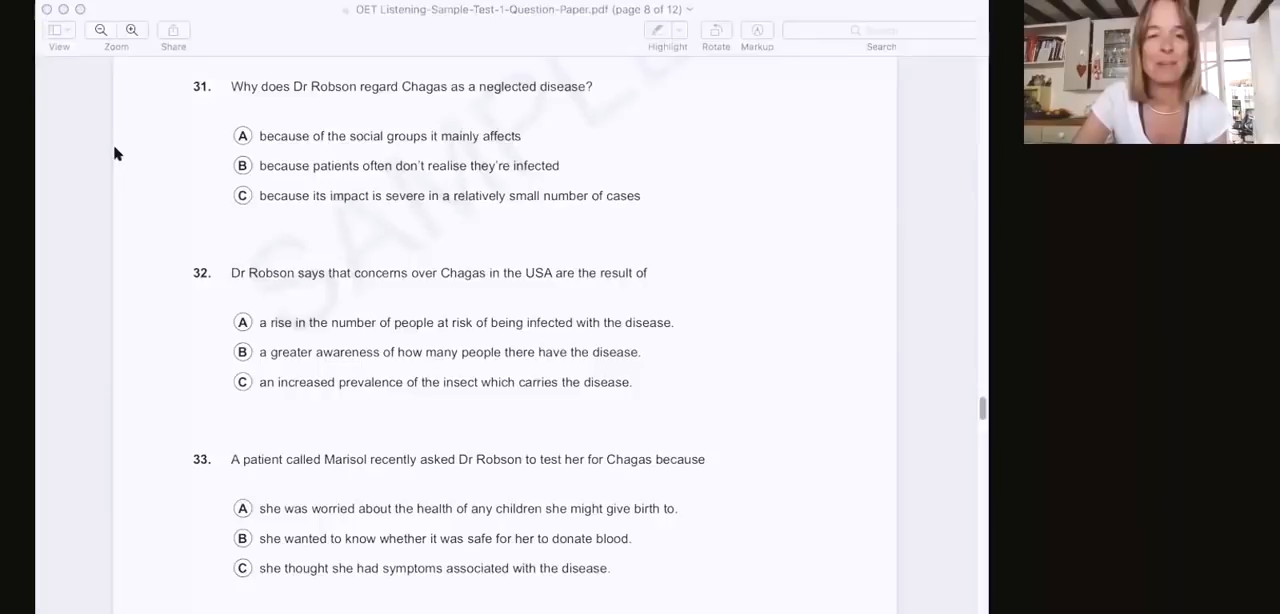 OET Listening-Sample-Test-1-Question-Paper.pdf (page 8 of 12)
View
Zoom
Share
Highlight
Rotate
Markup
Search
Search
SAMPLE
31. Why does Dr Robson regard Chagas as a neglected disease?
A because of the social groups it mainly affects
B because patients often don't realise they're infected
C because its impact is severe in a relatively small number of cases
32. Dr Robson says that concerns over Chagas in the USA are the result of
A a rise in the number of people at risk of being infected with the disease.
B a greater awareness of how many people there have the disease.
C an increased prevalence of the insect which carries the disease.
33. A patient called Marisol recently asked Dr Robson to test her for Chagas because
A she was worried about the health of any children she might give birth to.
B she wanted to know whether it was safe for her to donate blood.
C she thought she had symptoms associated with the disease.